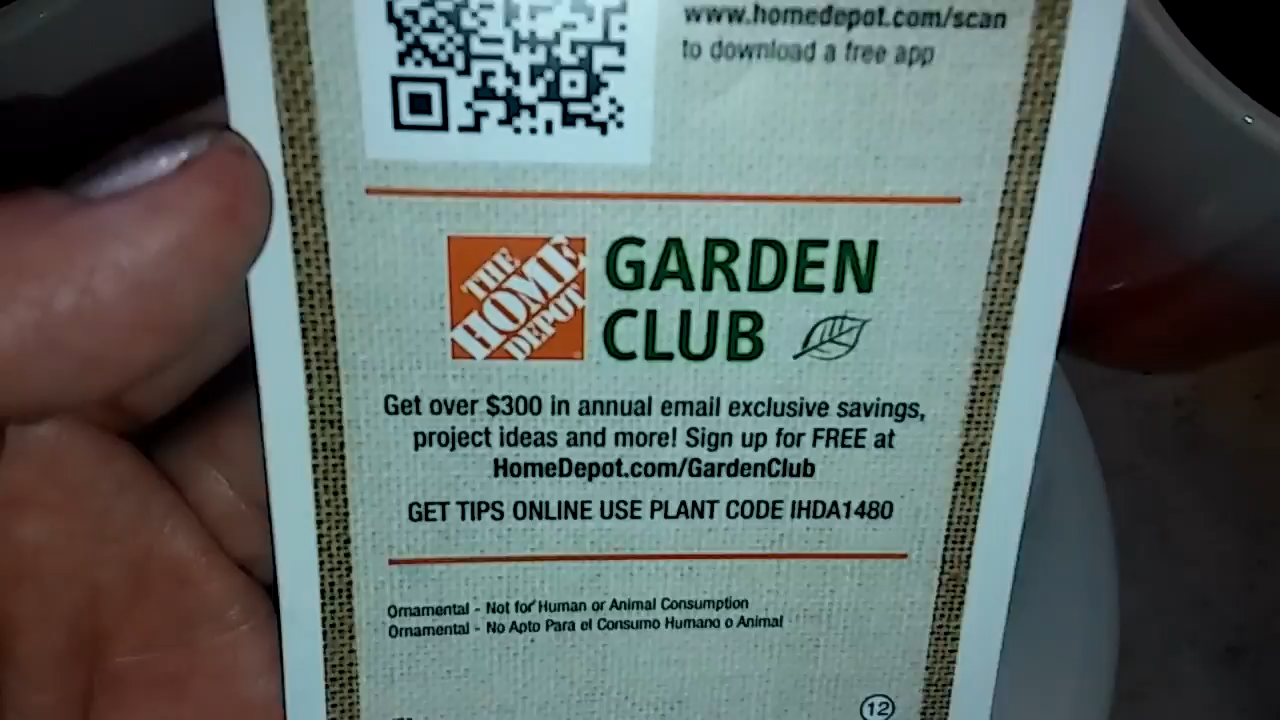 www.homedepot.com/scan
to download a free app
THE
HOME
DEPOT
GARDEN
CLUB
Get over $300 in annual email exclusive savings,
project ideas and more! Sign up for FREE at
HomeDepot.com/GardenClub
GET TIPS ONLINE USE PLANT CODE IHDA1480
Ornamental - Not for Human or Animal Consumption
Ornamental - No Apto Para el Consumo Humano o Animal
12